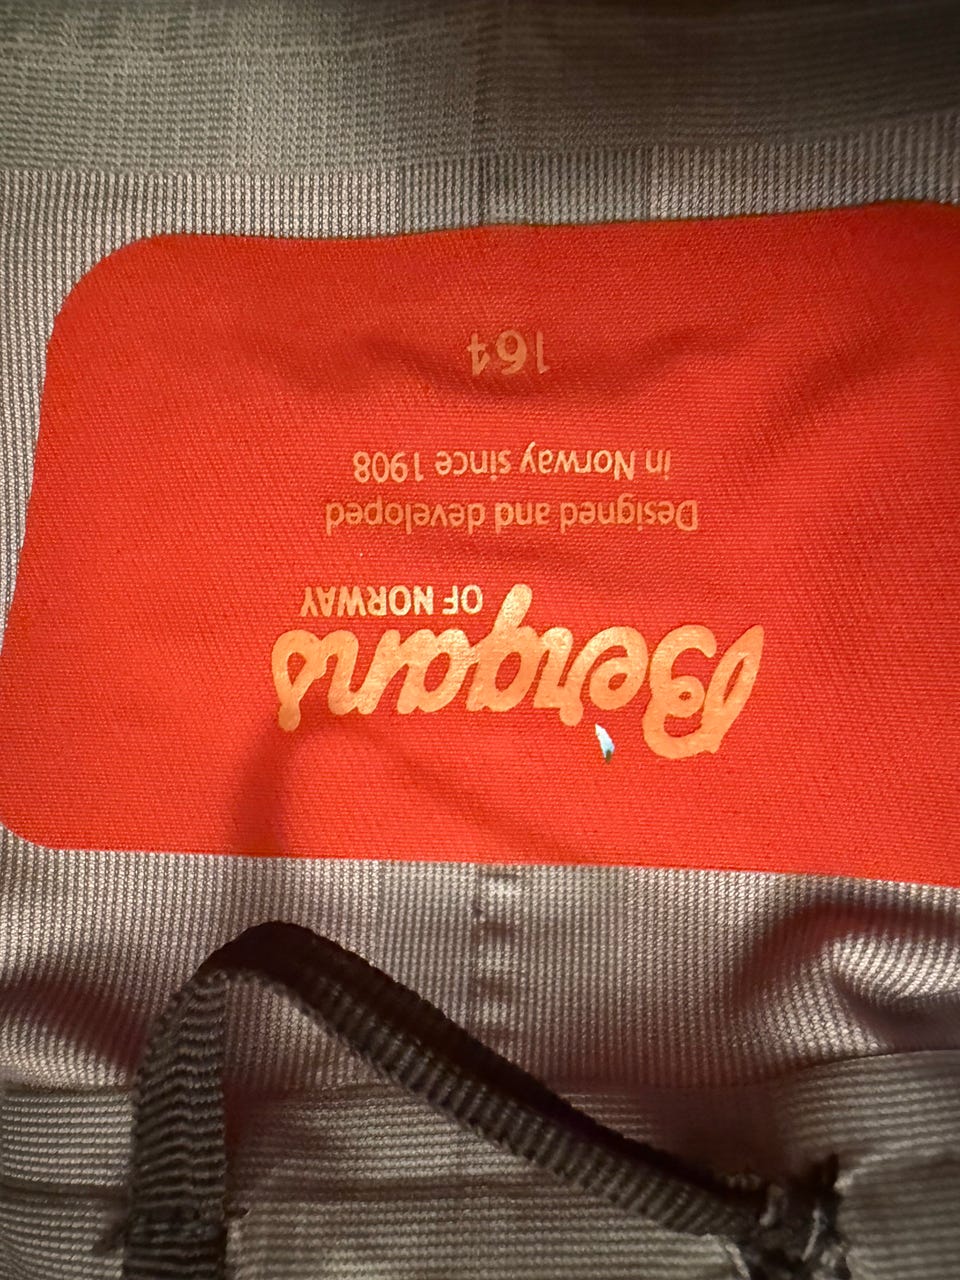 Bergans
OF NORWAY
Designed and developed
in Norway since 1908
164